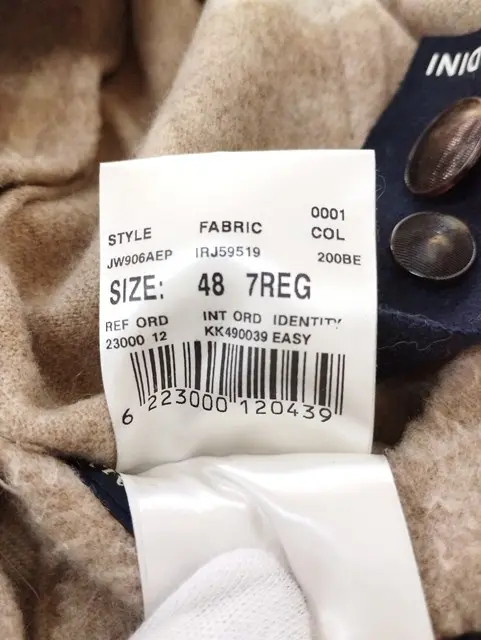 0001
STYLE FABRIC COL
JW906AEP IRJ59519 200BE
SIZE: 48 7REG
REF ORD INT ORD IDENTITY
23000 12 KK490039 EASY
6 223000 120439